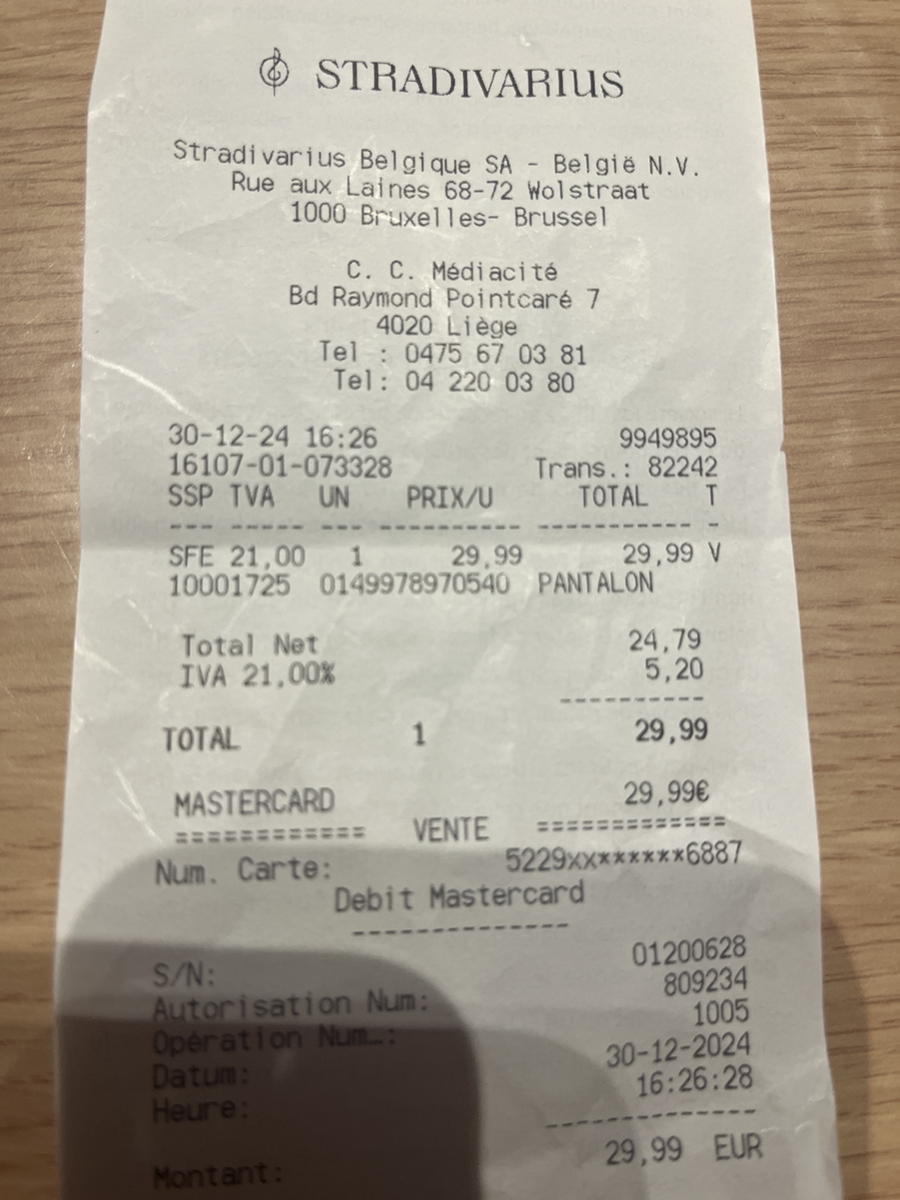 STRADIVARIUS
Stradivarius Belgique SA - België N.V.
Rue aux Laines 68-72 Wolstraat
1000 Bruxelles- Brussel
C. C. Médiacité
Bd Raymond Pointcaré 7
4020 Liège
Tel : 0475 67 03 81
Tel: 04 220 03 80
30-12-24 16:26 9949895
16107-01-073328 Trans.: 82242
SSP TVA UN PRIX/U TOTAL T
--- ----- --- ---------- ----------- -
SFE 21,00 1 29,99 29,99 V
10001725 0149978970540 PANTALON
Total Net 24,79
IVA 21,00% 5,20
----------
TOTAL 1 29,99
MASTERCARD 29,99€
============ VENTE ============
Num. Carte: 5229xx******6887
Debit Mastercard
--------------
S/N: 01200628
Autorisation Num: 809234
Opération Num…: 1005
Datum: 30-12-2024
Heure: 16:26:28
--------------
Montant: 29,99 EUR